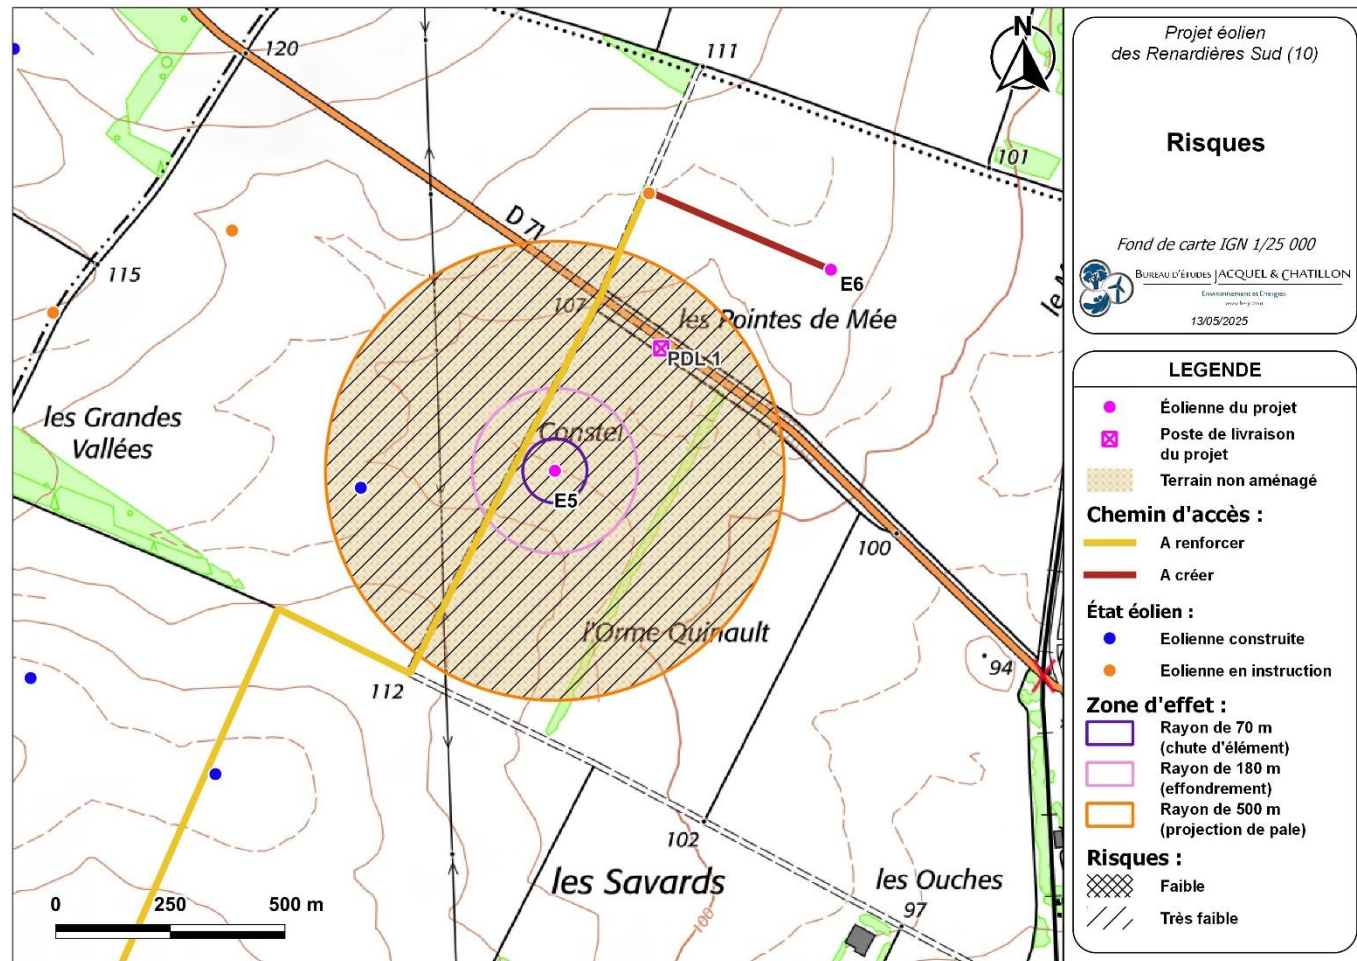 120
111
N
101
D 71
115
E6
107
les Pointes de Mée
PDL 1
les Grandes
Vallées
Constel
E5
100
l'Orme Quinault
94
112
102
les Savards
les Ouches
97
100
0 250 500 m
Projet éolien
des Renardières Sud (10)
Risques
Fond de carte IGN 1/25 000
BUREAU D'ÉTUDES JACQUEL & CHATILLON
Environnement et Energies
13/05/2025
LEGENDE
Éolienne du projet
Poste de livraison
du projet
Terrain non aménagé
Chemin d'accès :
A renforcer
A créer
État éolien :
Eolienne construite
Eolienne en instruction
Zone d'effet :
Rayon de 70 m
(chute d'élément)
Rayon de 180 m
(effondrement)
Rayon de 500 m
(projection de pale)
Risques :
Faible
Très faible